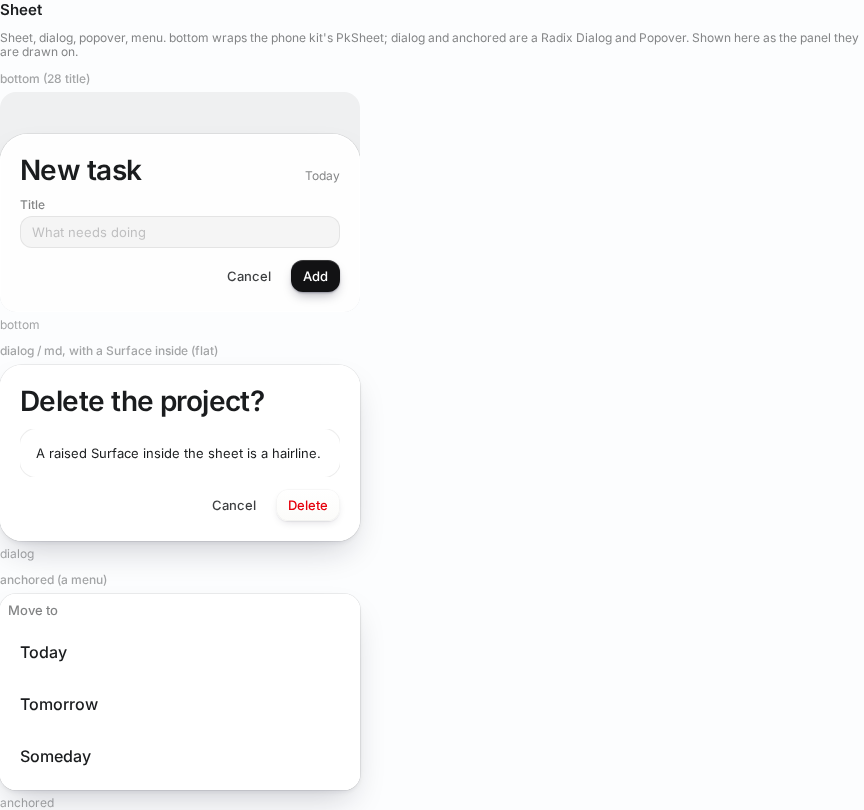 Sheet
Sheet, dialog, popover, menu. bottom wraps the phone kit's PkSheet; dialog and anchored are a Radix Dialog and Popover. Shown here as the panel they
are drawn on.
bottom (28 title)
New task
Today
Title
What needs doing
Cancel
Add
bottom
dialog / md, with a Surface inside (flat)
Delete the project?
A raised Surface inside the sheet is a hairline.
Cancel
Delete
dialog
anchored (a menu)
Move to
Today
Tomorrow
Someday
anchored